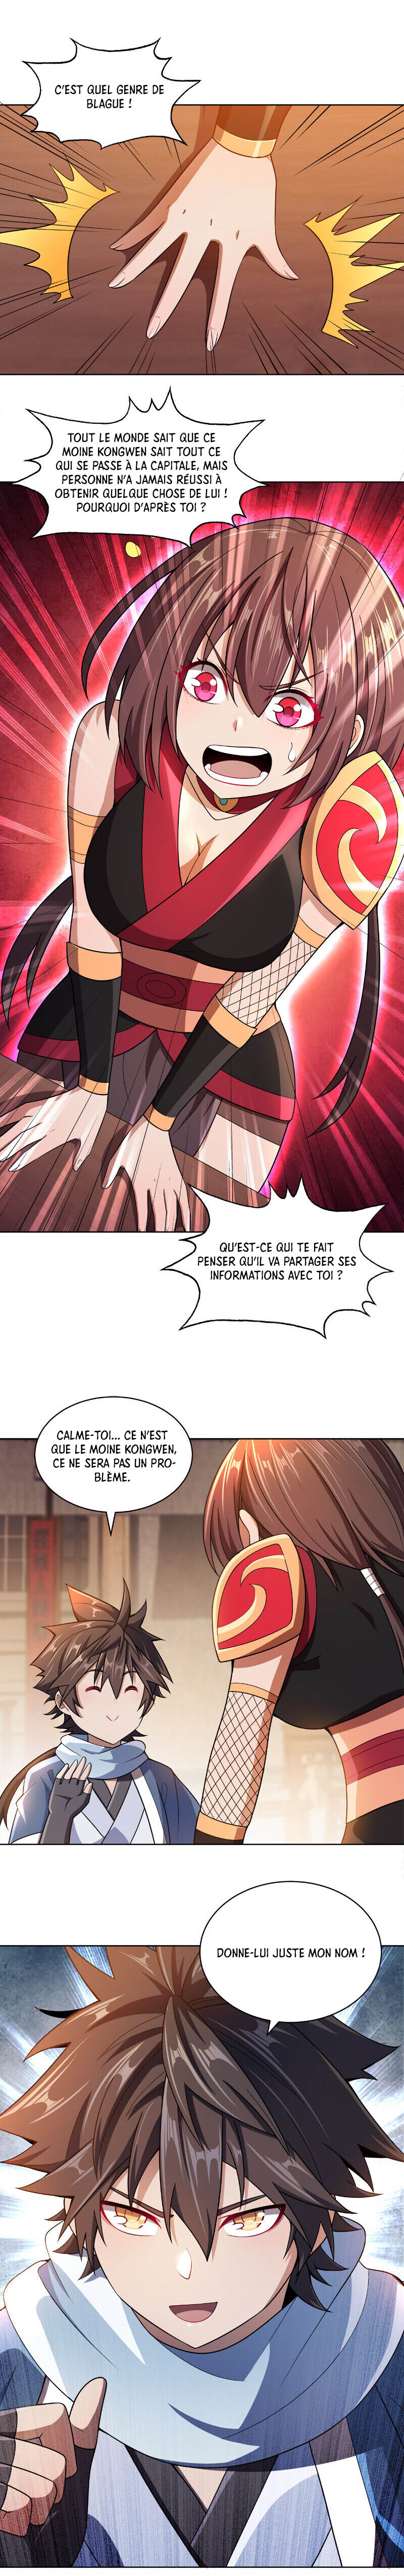 C'EST QUEL GENRE DE
BLAGUE !
TOUT LE MONDE SAIT QUE CE
MOINE KONGWEN SAIT TOUT CE
QUI SE PASSE À LA CAPITALE, MAIS
PERSONNE N'A JAMAIS RÉUSSI À
OBTENIR QUELQUE CHOSE DE LUI !
POURQUOI D'APRÈS TOI ?
QU'EST-CE QUI TE FAIT
PENSER QU'IL VA PARTAGER SES
INFORMATIONS AVEC TOI ?
CALME-TOI... CE N'EST
QUE LE MOINE KONGWEN,
CE NE SERA PAS UN PRO-
BLÈME.
DONNE-LUI JUSTE MON NOM !